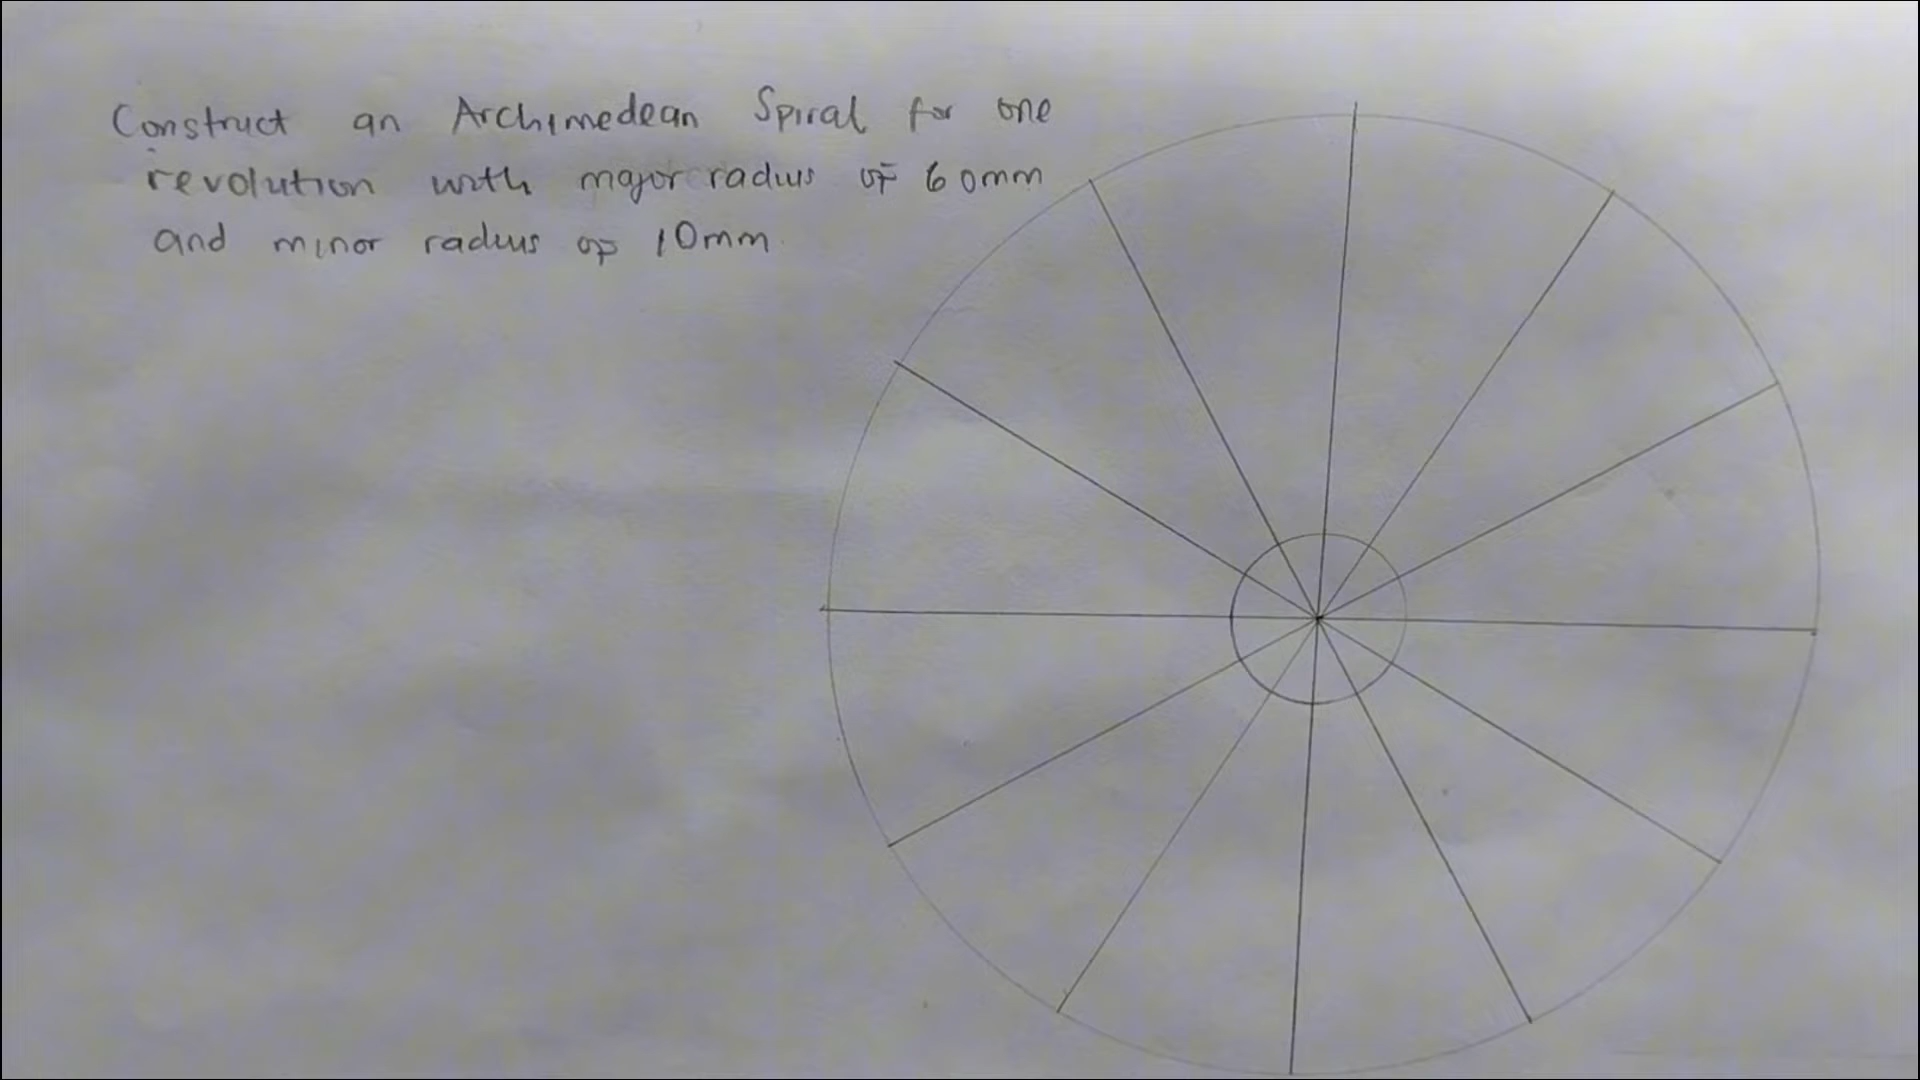 Construct an Archimedean Spiral for one
revolution with major radius of 60mm
and minor radius of 10mm